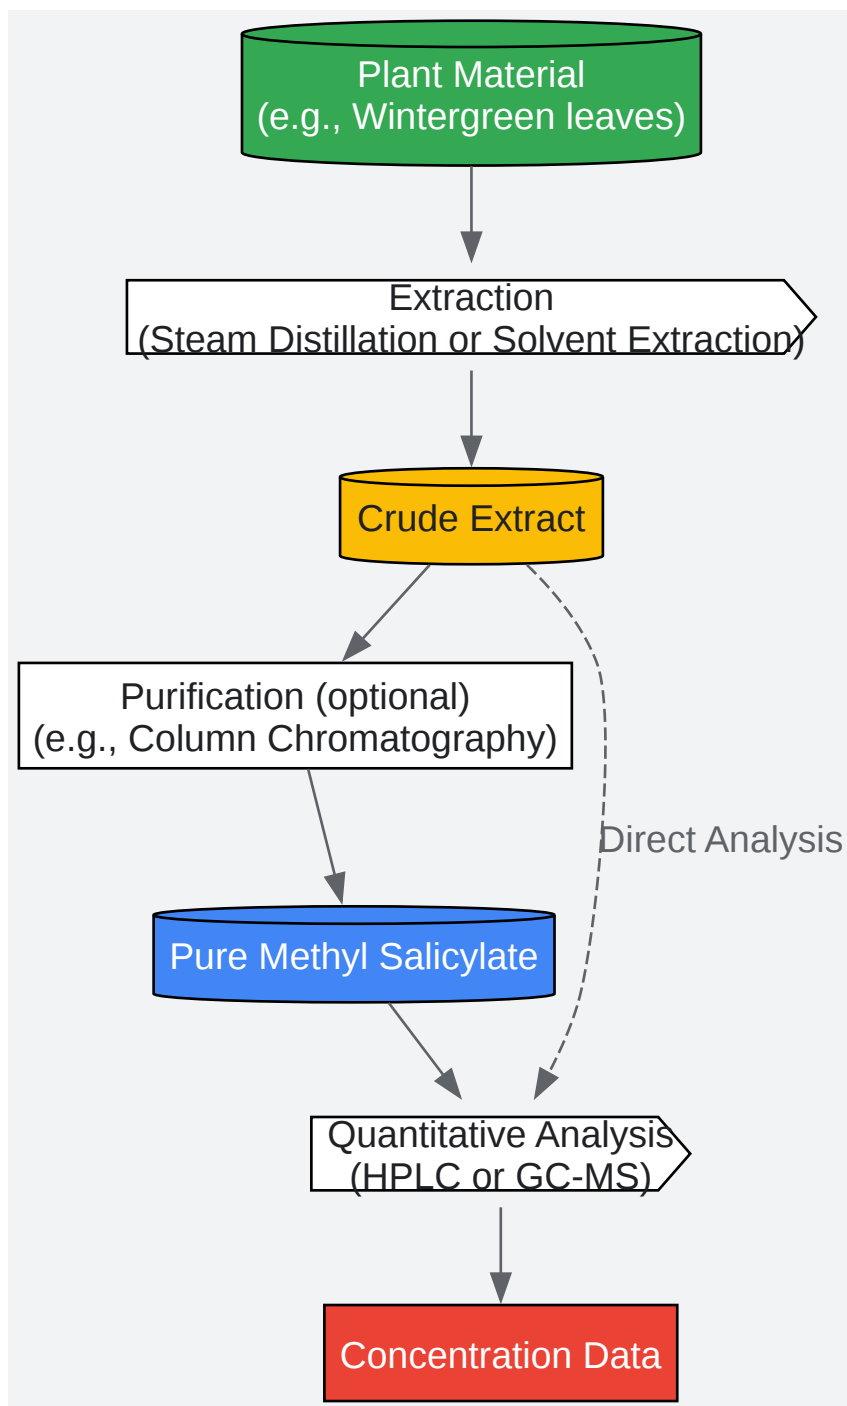 Plant Material
(e.g., Wintergreen leaves)
Extraction
(Steam Distillation or Solvent Extraction)
Crude Extract
Purification (optional)
(e.g., Column Chromatography)
Direct Analysis
Pure Methyl Salicylate
Quantitative Analysis
(HPLC or GC-MS)
Concentration Data